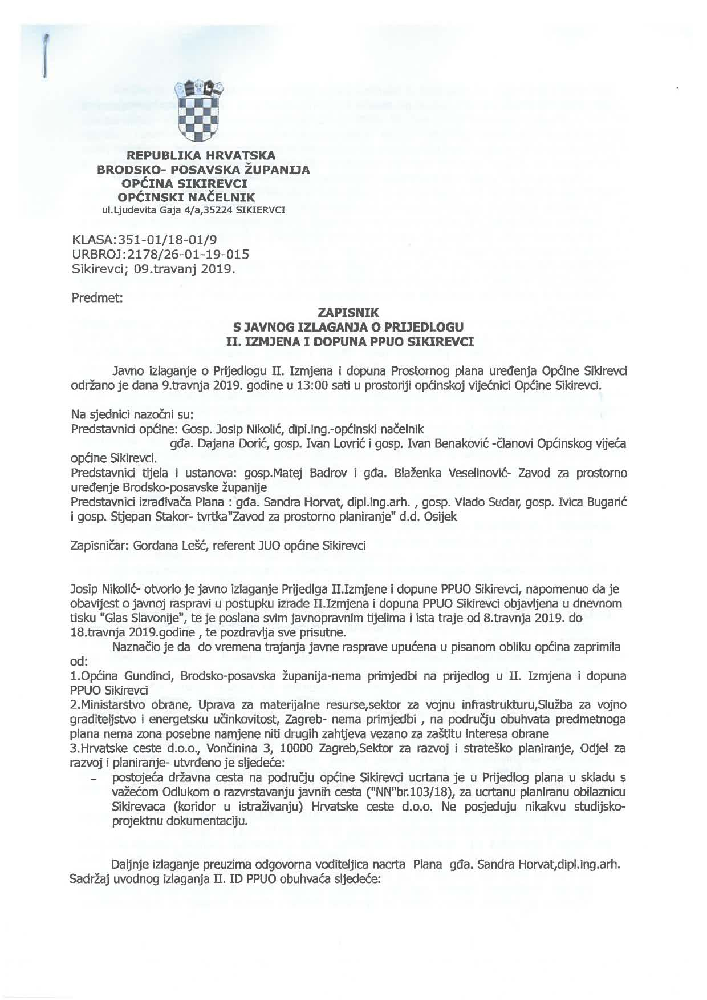 REPUBLIKA HRVATSKA
BRODSKO- POSAVSKA ŽUPANIJA
OPĆINA SIKIREVCI
OPĆINSKI NAČELNIK
ul.Ljudevita Gaja 4/a,35224 SIKIERVCI
KLASA:351-01/18-01/9
URBROJ:2178/26-01-19-015
Sikirevci; 09.travanj 2019.
Predmet:
ZAPISNIK
S JAVNOG IZLAGANJA O PRIJEDLOGU
II. IZMJENA I DOPUNA PPUO SIKIREVCI
Javno izlaganje o Prijedlogu II. Izmjena i dopuna Prostornog plana uređenja Općine Sikirevci
održano je dana 9.travnja 2019. godine u 13:00 sati u prostoriji općinskoj vijećnici Općine Sikirevci.
Na sjednici nazočni su:
Predstavnici općine: Gosp. Josip Nikolić, dipl.ing.-općinski načelnik
gđa. Dajana Dorić, gosp. Ivan Lovrić i gosp. Ivan Benaković -članovi Općinskog vijeća
općine Sikirevci.
Predstavnici tijela i ustanova: gosp.Matej Badrov i gđa. Blaženka Veselinović- Zavod za prostorno
uređenje Brodsko-posavske županije
Predstavnici izrađivača Plana : gđa. Sandra Horvat, dipl.ing.arh. , gosp. Vlado Sudar, gosp. Ivica Bugarić
i gosp. Stjepan Stakor- tvrtka"Zavod za prostorno planiranje" d.d. Osijek
Zapisničar: Gordana Lešć, referent JUO općine Sikirevci
Josip Nikolić- otvorio je javno izlaganje Prijedlga II.Izmjene i dopune PPUO Sikirevci, napomenuo da je
obavijest o javnoj raspravi u postupku izrade II.Izmjena i dopuna PPUO Sikirevci objavljena u dnevnom
tisku "Glas Slavonije", te je poslana svim javnopravnim tijelima i ista traje od 8.travnja 2019. do
18.travnja 2019.godine , te pozdravlja sve prisutne.
Naznačio je da do vremena trajanja javne rasprave upućena u pisanom obliku općina zaprimila
od:
1.Općina Gundinci, Brodsko-posavska županija-nema primjedbi na prijedlog u II. Izmjena i dopuna
PPUO Sikirevci
2.Ministarstvo obrane, Uprava za materijalne resurse,sektor za vojnu infrastrukturu,Služba za vojno
graditeljstvo i energetsku učinkovitost, Zagreb- nema primjedbi , na području obuhvata predmetnoga
plana nema zona posebne namjene niti drugih zahtjeva vezano za zaštitu interesa obrane
3.Hrvatske ceste d.o.o., Vončinina 3, 10000 Zagreb,Sektor za razvoj i strateško planiranje, Odjel za
razvoj i planiranje- utvrđeno je sljedeće:
- postojeća državna cesta na području općine Sikirevci ucrtana je u Prijedlog plana u skladu s
važećom Odlukom o razvrstavanju javnih cesta ("NN"br.103/18), za ucrtanu planiranu obilaznicu
Sikirevaca (koridor u istraživanju) Hrvatske ceste d.o.o. Ne posjeduju nikakvu studijsko-
projektnu dokumentaciju.
Daljnje izlaganje preuzima odgovorna voditeljica nacrta Plana gđa. Sandra Horvat,dipl.ing.arh.
Sadržaj uvodnog izlaganja II. ID PPUO obuhvaća sljedeće: